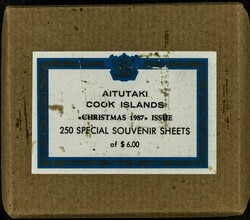 AITUTAKI
COOK ISLANDS
«CHRISTMAS 1987» ISSUE
250 SPECIAL SOUVENIR SHEETS
of $6.00